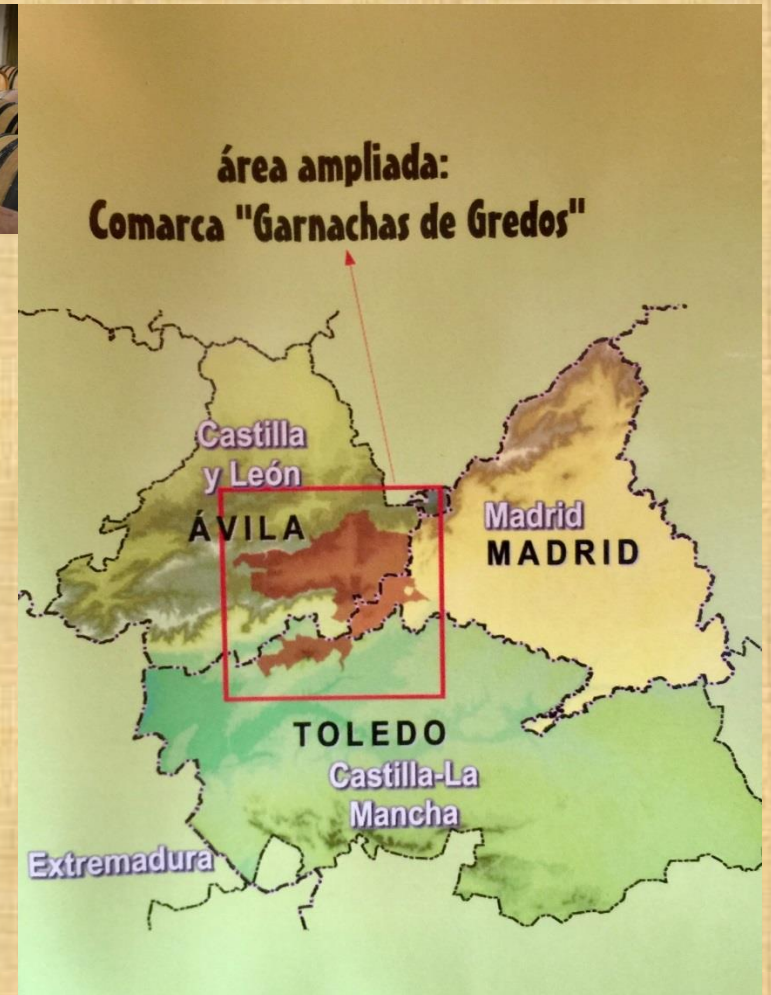 área ampliada:
Comarca "Garnachas de Gredos"
Castilla
y León
ÁVILA
Madrid
MADRID
TOLEDO
Castilla-La
Mancha
Extremadura